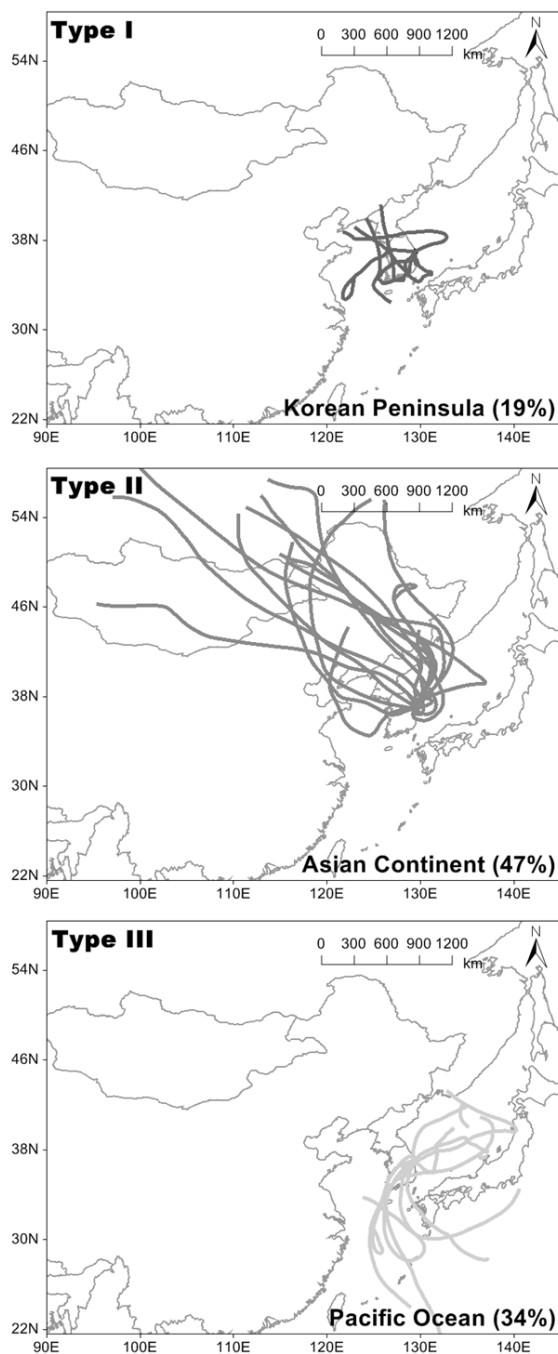 Type I
N
0 300 600 900 1200
km
54N
46N
38N
30N
22N
Korean Peninsula (19%)
90E 100E 110E 120E 130E 140E
Type II
N
0 300 600 900 1200
km
54N
46N
38N
30N
22N
Asian Continent (47%)
90E 100E 110E 120E 130E 140E
Type III
N
0 300 600 900 1200
km
54N
46N
38N
30N
22N
Pacific Ocean (34%)
90E 100E 110E 120E 130E 140E